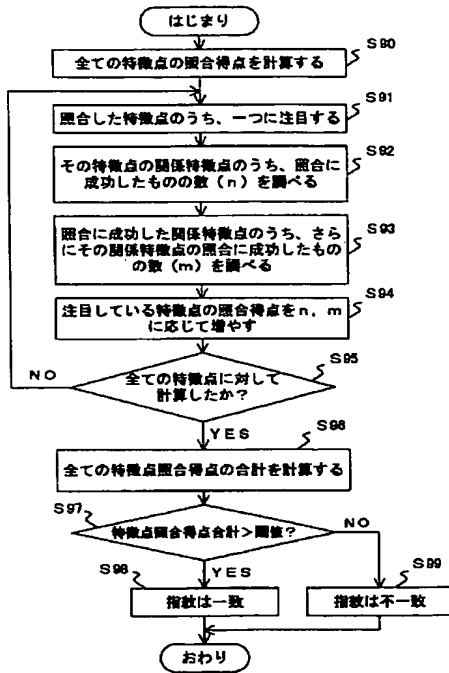 はじまり
S90
全ての特徴点の照合得点を計算する
S91
照合した特徴点のうち、一つに注目する
S92
その特徴点の関係特徴点のうち、照合に
成功したものの数(n)を調べる
S93
照合に成功した関係特徴点のうち、さら
にその関係特徴点の照合に成功したもの
の数(m)を調べる
S94
注目している特徴点の照合得点をn,m
に応じて増やす
S95
NO
全ての特徴点に対して
計算したか?
YES
S96
全ての特徴点照合得点の合計を計算する
S97
特徴点照合得点合計>閾値?
NO
S98
YES
S99
指紋は一致
指紋は不一致
おわり